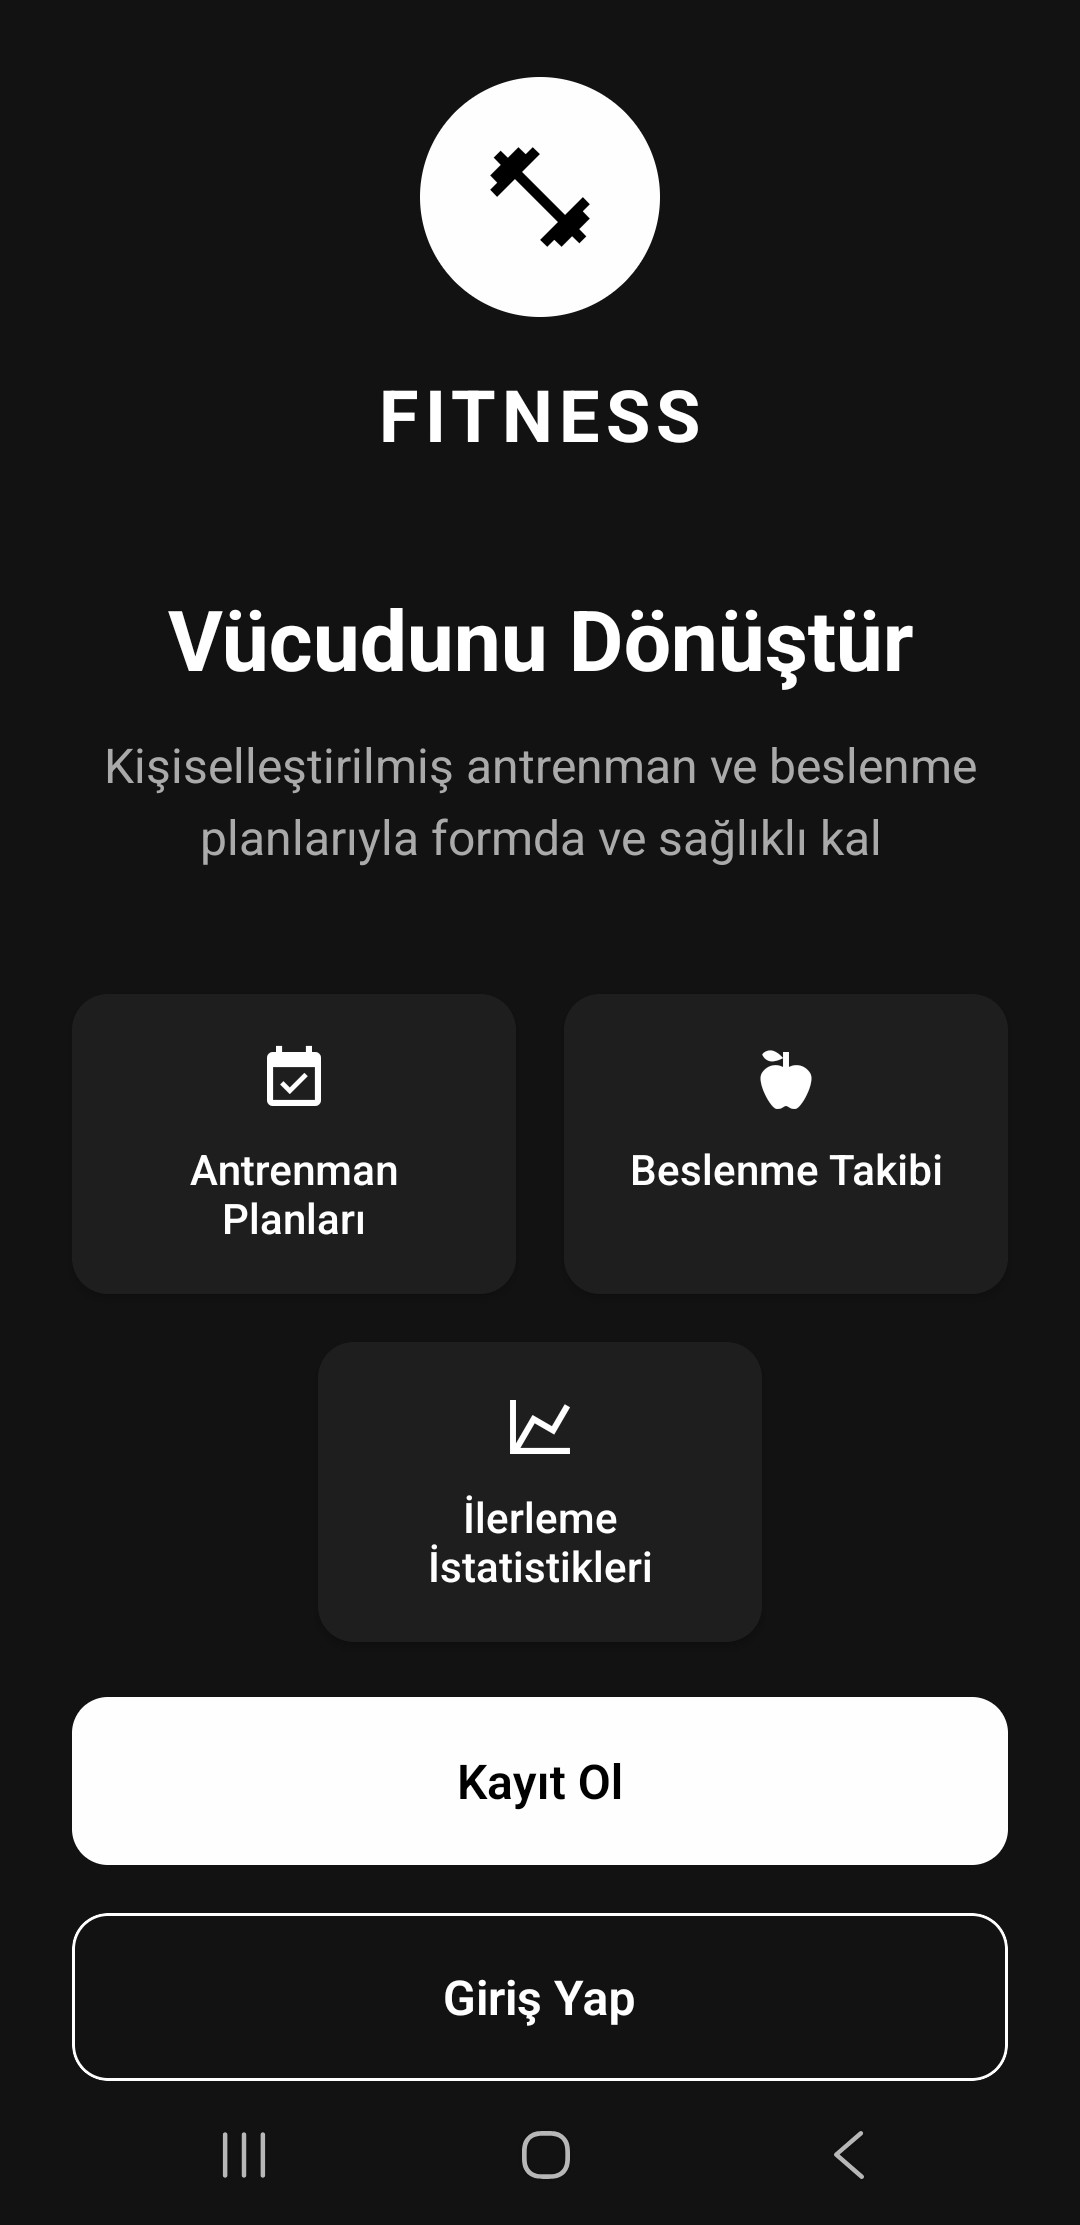 FITNESS
Vücudunu Dönüştür
Kişiselleştirilmiş antrenman ve beslenme
planlarıyla formda ve sağlıklı kal
Antrenman
Planları
Beslenme Takibi
İlerleme
İstatistikleri
Kayıt Ol
Giriş Yap